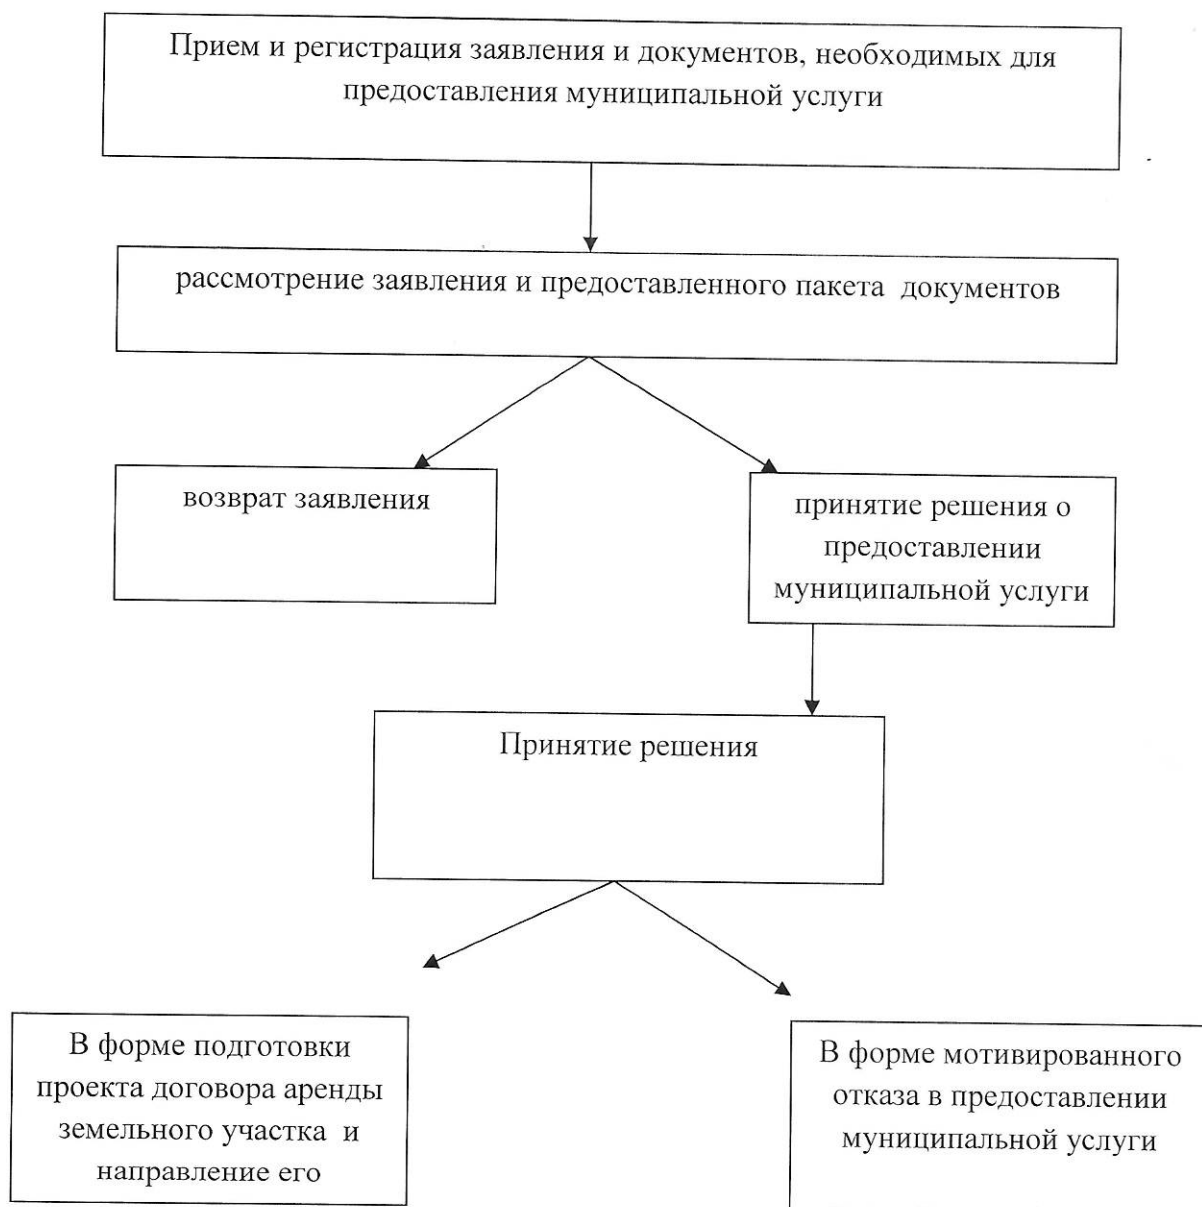 Прием и регистрация заявления и документов, необходимых для
предоставления муниципальной услуги
рассмотрение заявления и предоставленного пакета документов
возврат заявления
принятие решения о
предоставлении
муниципальной услуги
Принятие решения
В форме подготовки
проекта договора аренды
земельного участка и
направление его
В форме мотивированного
отказа в предоставлении
муниципальной услуги